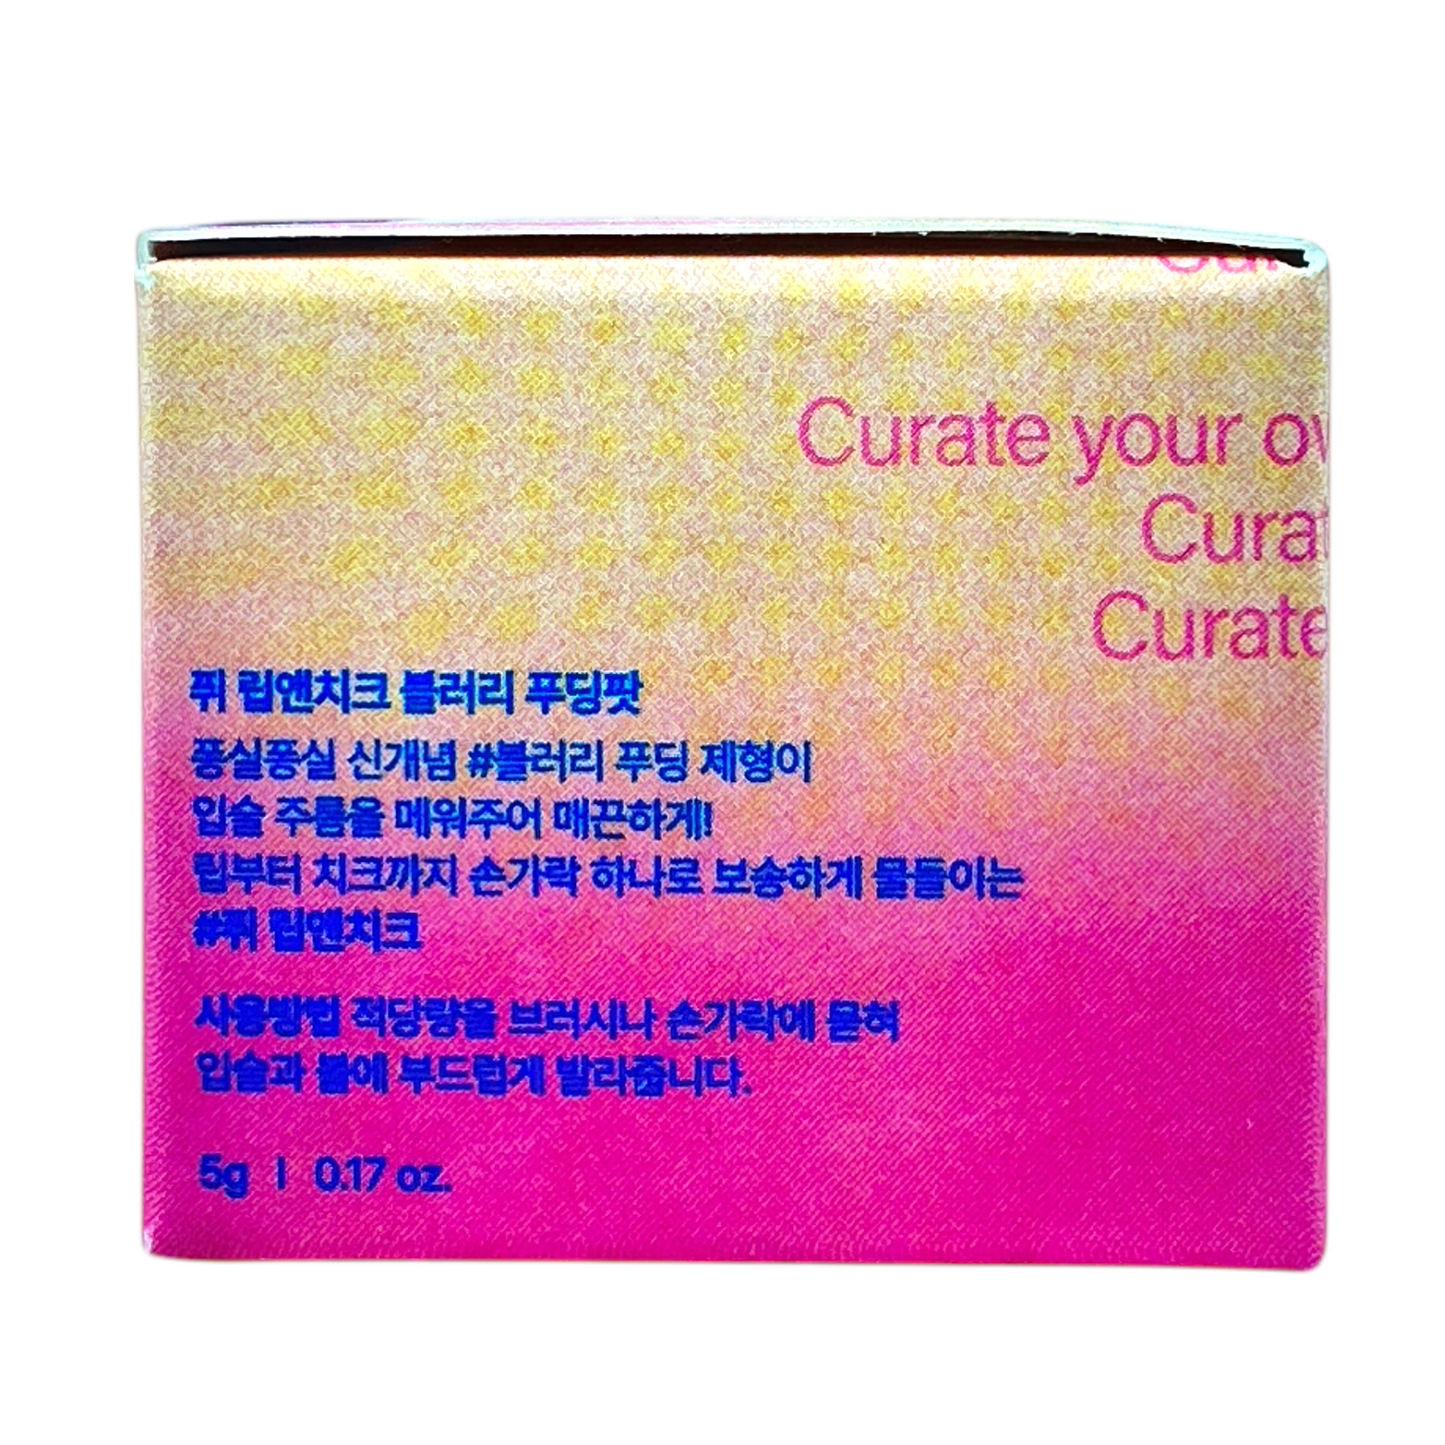 Curate your ov
Curat
Curate
퓌 립앤치크 블러리 푸딩팟
퐁실퐁실 신개념 #블러리 푸딩 제형이
입술 주름을 메워주어 매끈하게!
립부터 치크까지 손가락 하나로 보송하게 물들이는
#퓌 립앤치크
사용방법 적당량을 브러시나 손가락에 묻혀
입술과 볼에 부드럽게 발라줍니다.
5g | 0.17 oz.